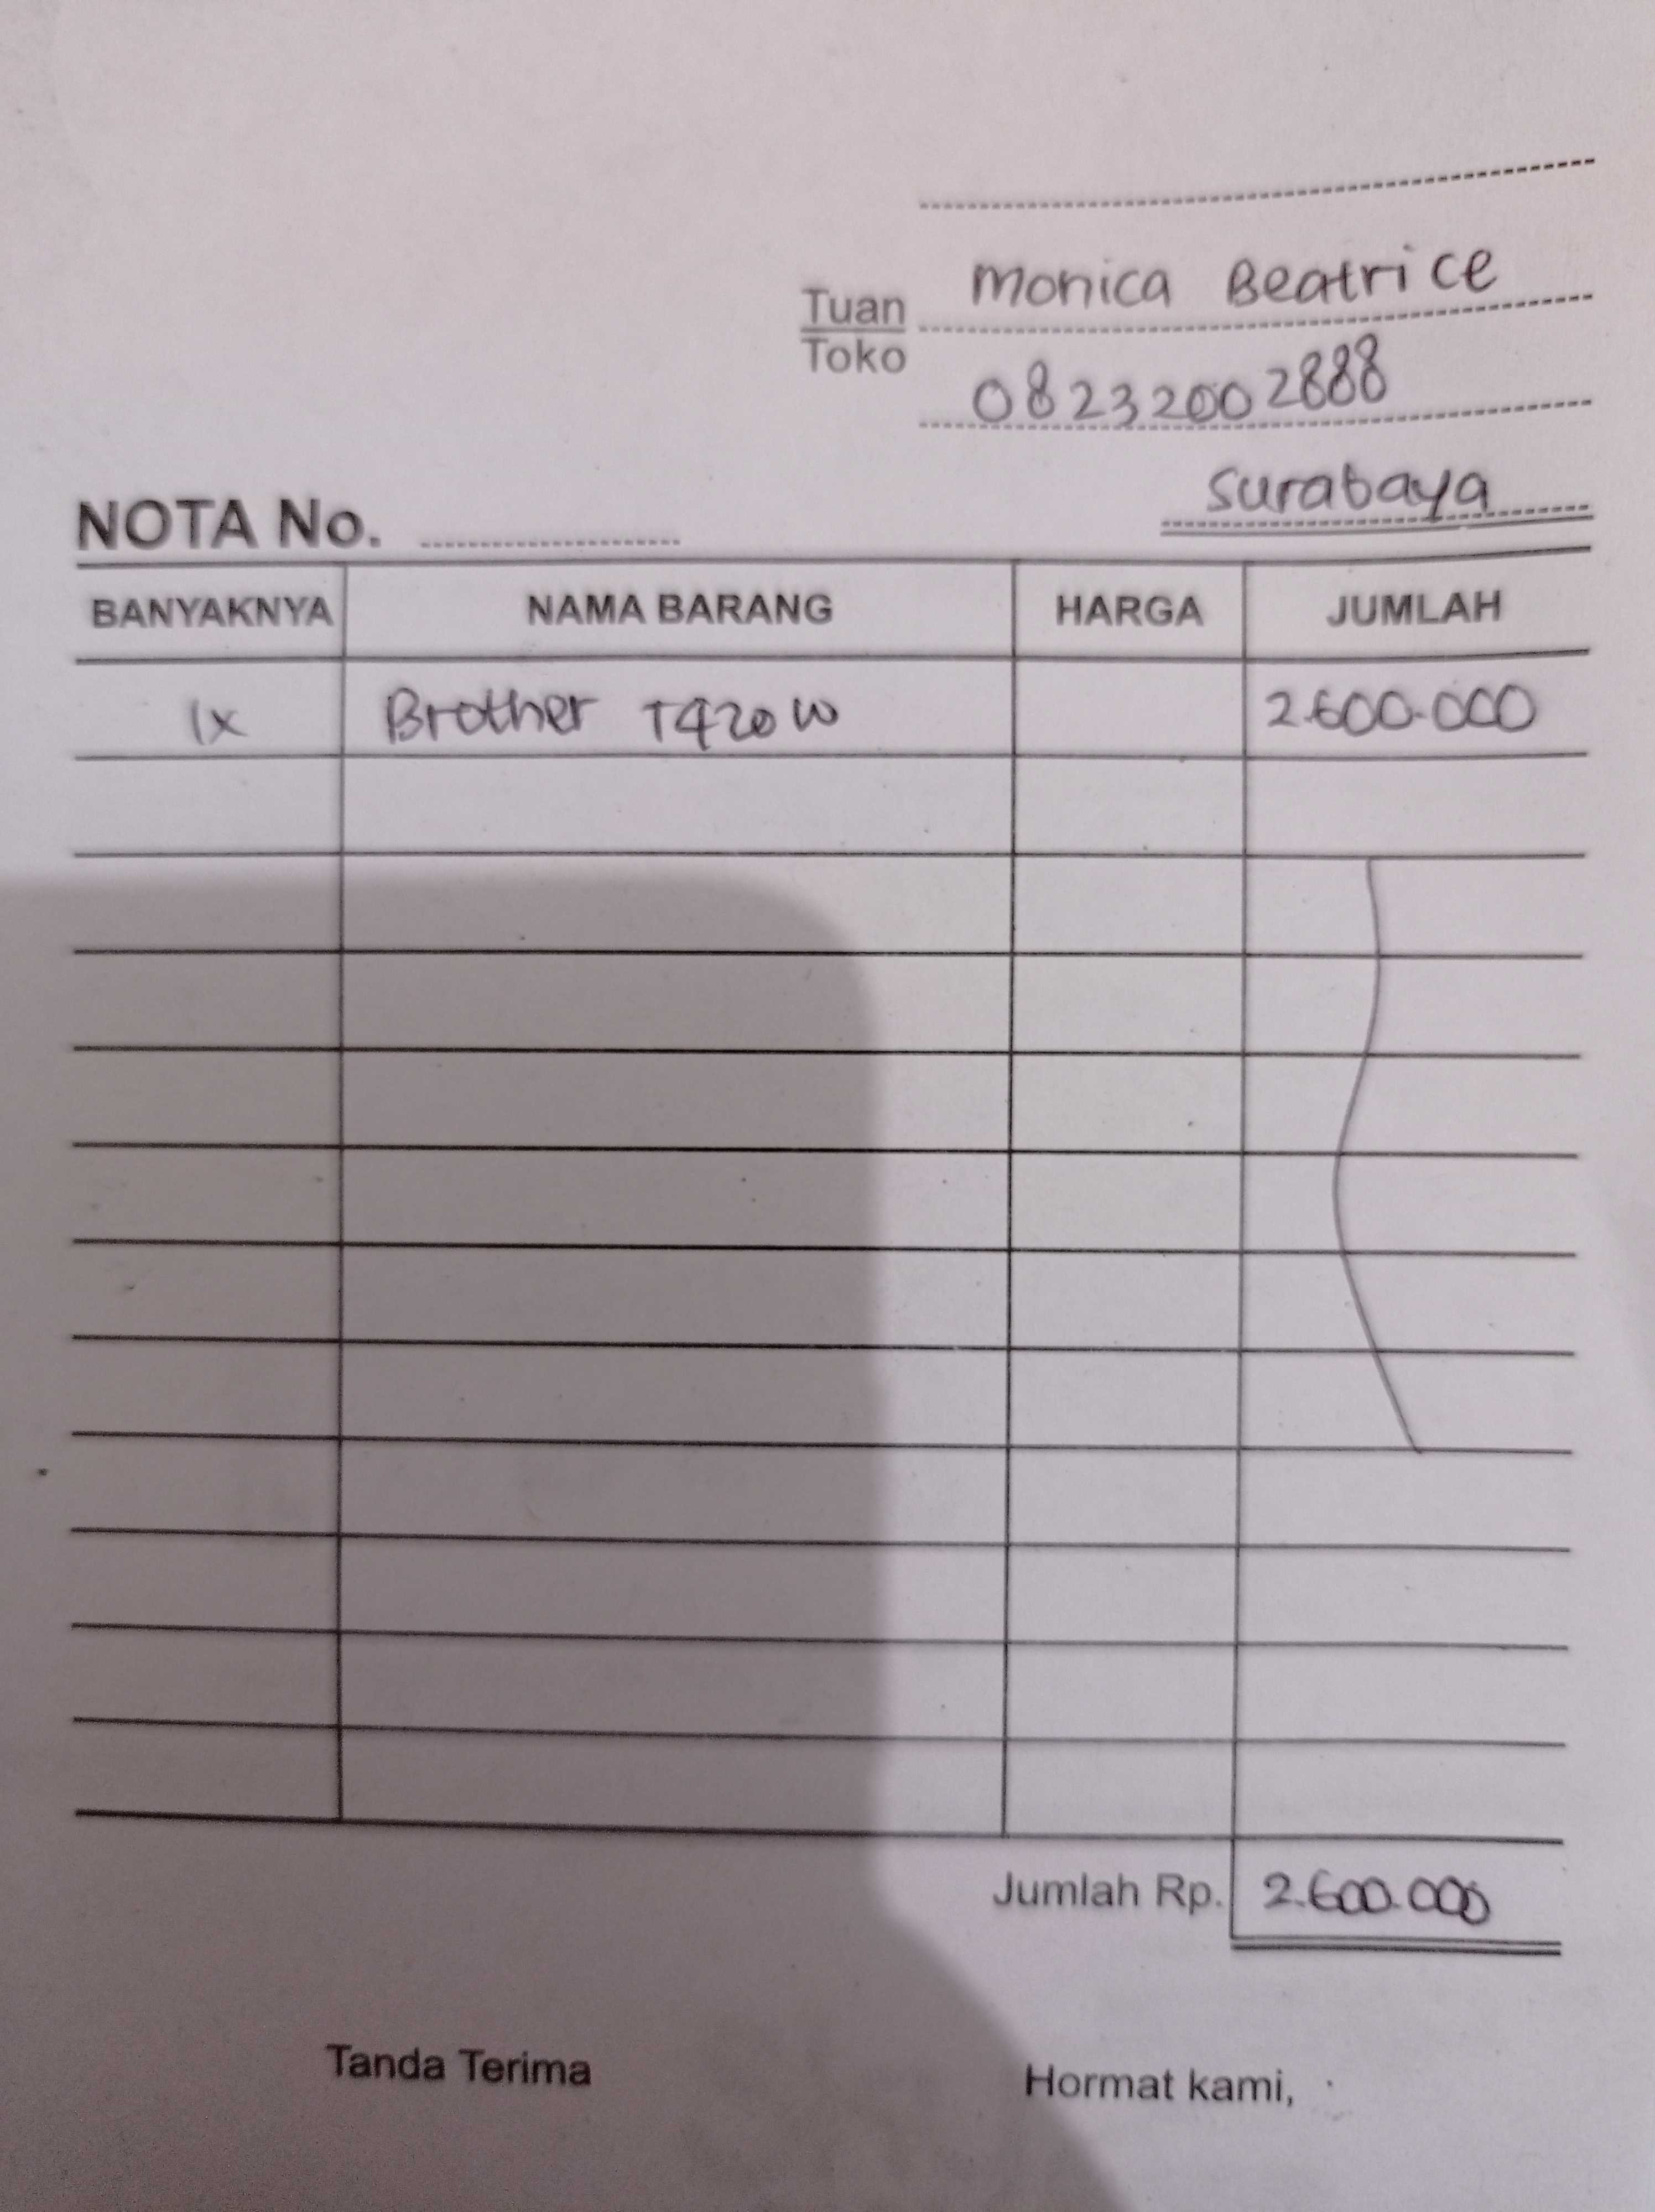 Tuan
Toko
Monica Beatrice
08232002888
Surabaya
NOTA No.
BANYAKNYA NAMA BARANG HARGA JUMLAH
1x Brother T420W 2.600.000
Jumlah Rp. 2.600.000
Tanda Terima Hormat kami,